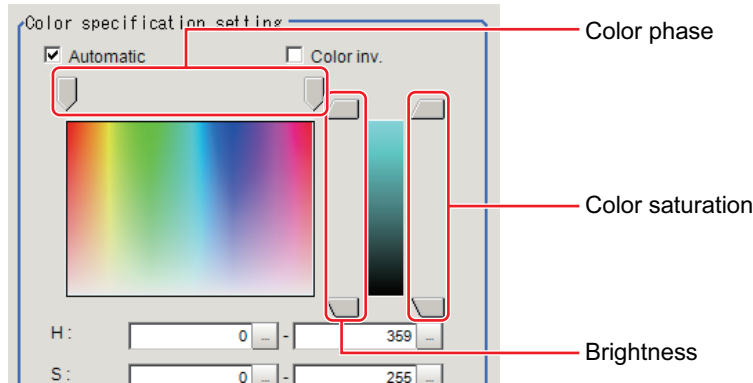 Color specification setting
Color phase
Automatic
Color inv.
Color saturation
H: 0 ... - 359 ...
Brightness
S: 0 ... - 255 ...